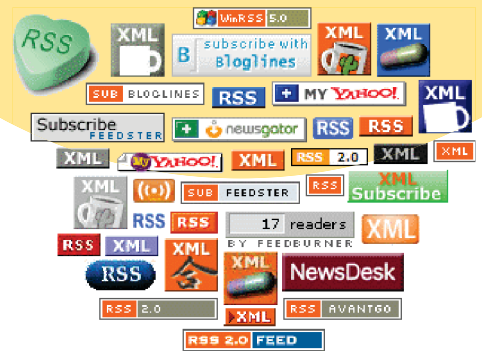 WinRSS 5.0
RSS
XML
B subscribe with
Bloglines
XML
XML
SUB BLOGLINES
RSS
+ MY YAHOO!
XML
Subscribe
FEEDSTER
+ newsgator
RSS
RSS
XML
My YAHOO!
XML
RSS 2.0
XML
XML
XML
SUB FEEDSTER
RSS
XML
Subscribe
RSS
RSS
17 readers
BY FEEDBURNER
XML
RSS
XML
XML
合
XML
NewsDesk
RSS
RSS 2.0
XML
RSS AVANTGO
RSS 2.0 FEED